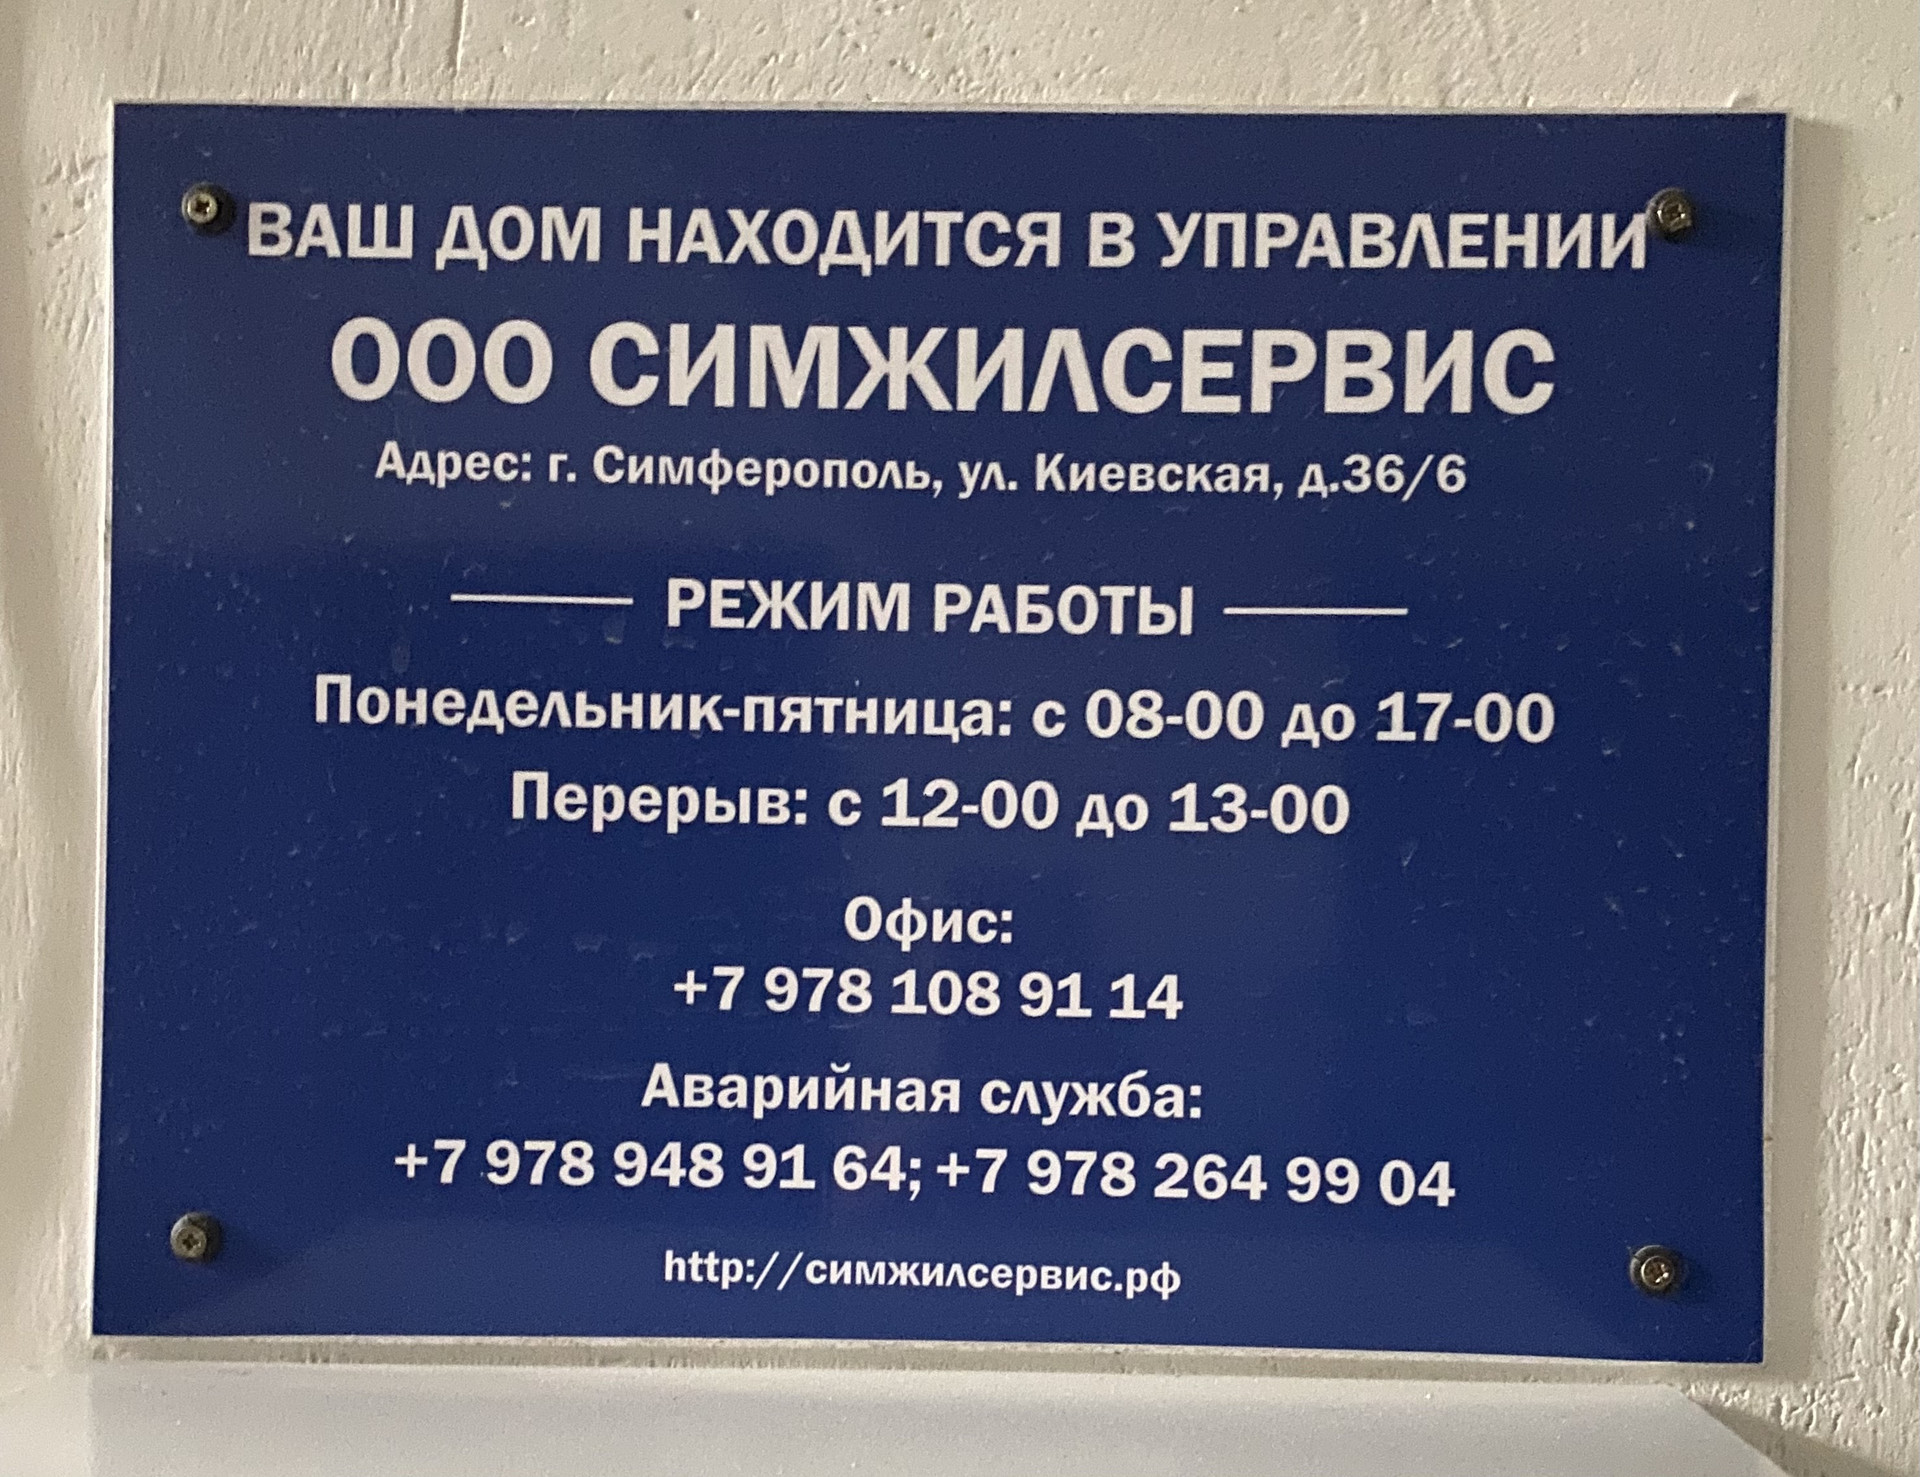 ВАШ ДОМ НАХОДИТСЯ В УПРАВЛЕНИИ
ООО СИМЖИЛСЕРВИС
Адрес: г. Симферополь, ул. Киевская, д.36/6
РЕЖИМ РАБОТЫ
Понедельник-пятница: с 08-00 до 17-00
Перерыв: с 12-00 до 13-00
Офис:
+7 978 108 91 14
Аварийная служба:
+7 978 948 91 64; +7 978 264 99 04
http://симжилсервис.рф